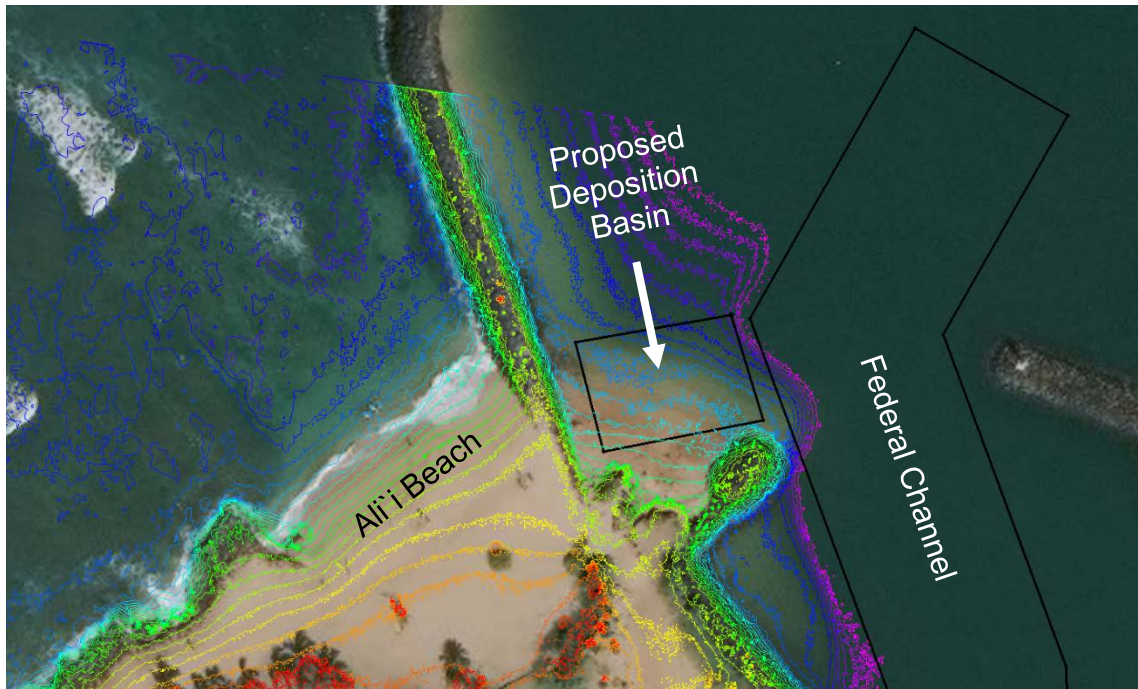 Proposed
Deposition
Basin
Federal Channel
Ali`i Beach